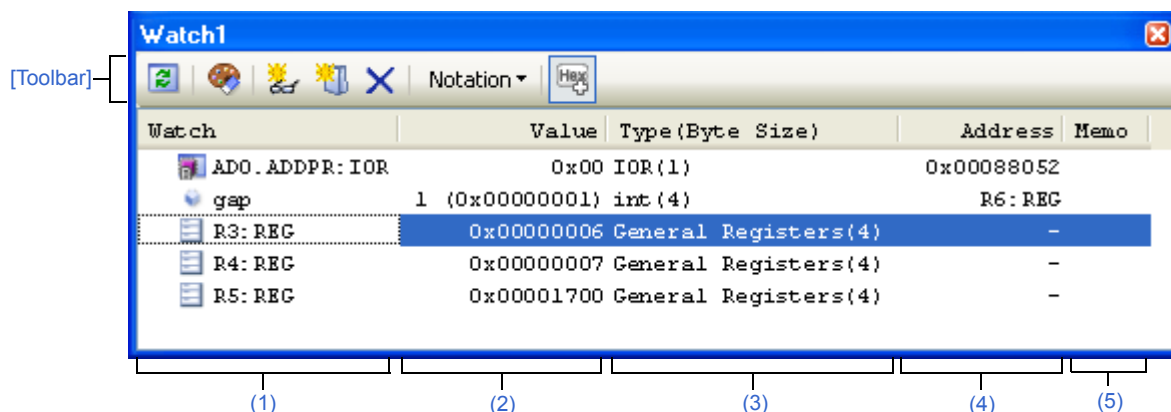 Watch1
[Toolbar] Notation Hex
Watch Value Type(Byte Size) Address Memo
AD0.ADDPR:IOR 0x00 IOR(1) 0x00088052
gap 1 (0x00000001) int(4) R6:REG
R3:REG 0x00000006 General Registers(4) -
R4:REG 0x00000007 General Registers(4) -
R5:REG 0x00001700 General Registers(4) -
(1) (2) (3) (4) (5)